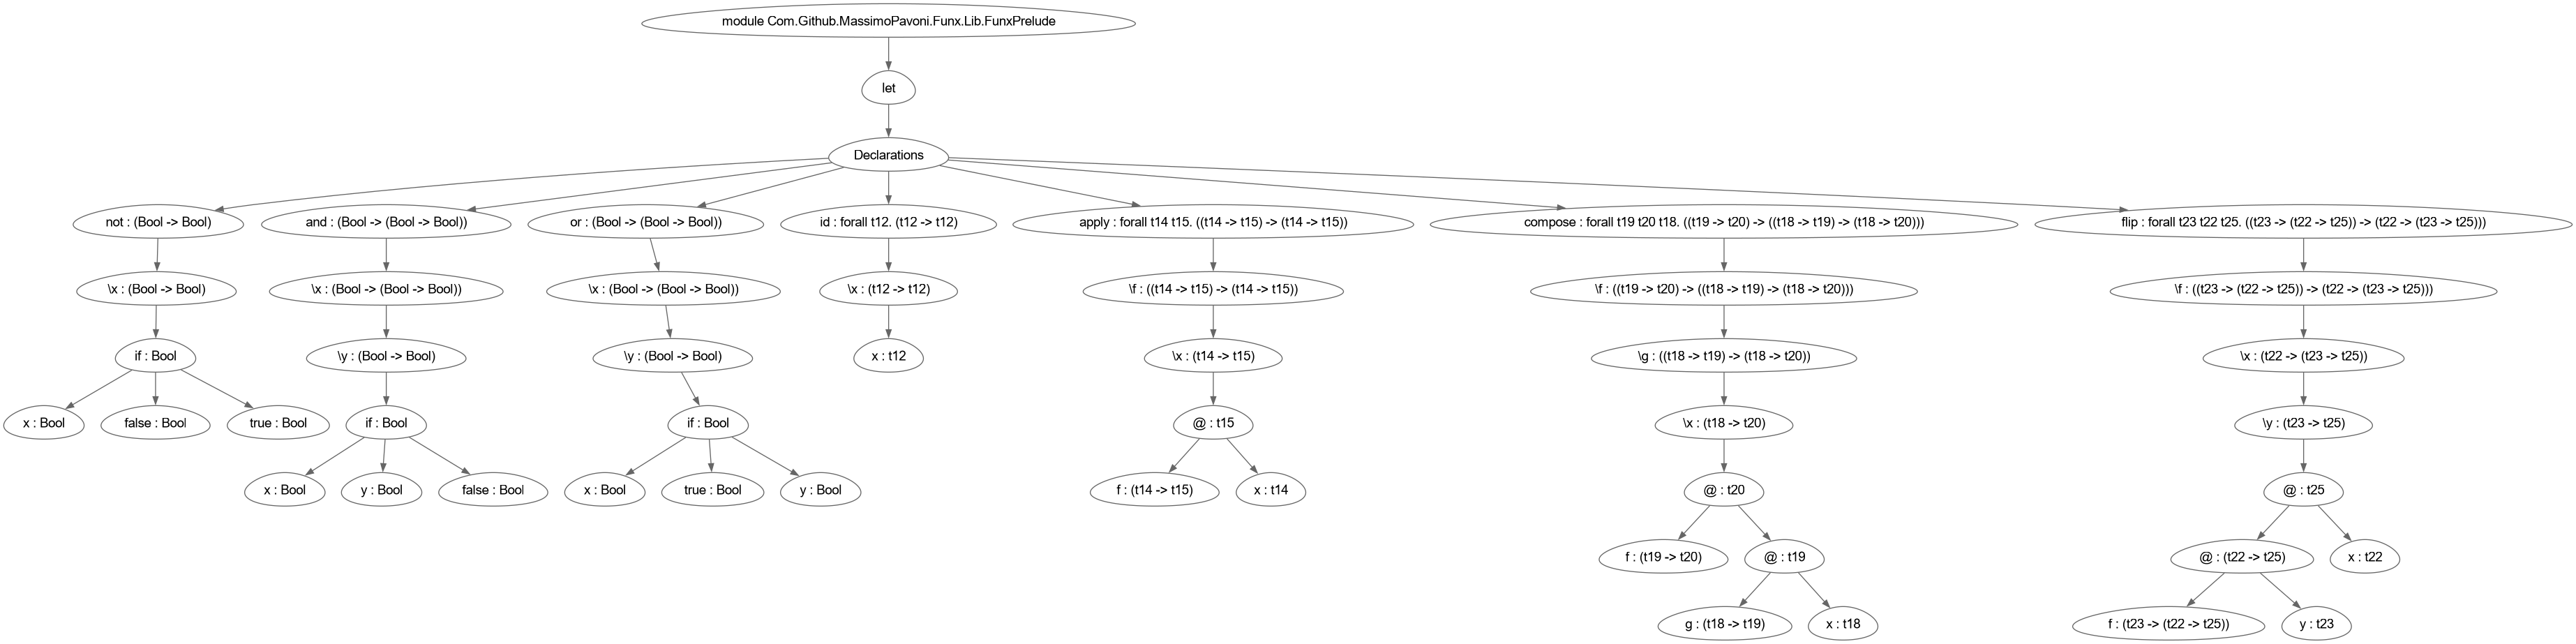 module Com.Github.MassimoPavoni.Funx.Lib.FunxPrelude
let
Declarations
not : (Bool -> Bool)
and : (Bool -> (Bool -> Bool))
or : (Bool -> (Bool -> Bool))
id : forall t12. (t12 -> t12)
apply : forall t14 t15. ((t14 -> t15) -> (t14 -> t15))
compose : forall t19 t20 t18. ((t19 -> t20) -> ((t18 -> t19) -> (t18 -> t20)))
flip : forall t23 t22 t25. ((t23 -> (t22 -> t25)) -> (t22 -> (t23 -> t25)))
\x : (Bool -> Bool)
\x : (Bool -> (Bool -> Bool))
\x : (Bool -> (Bool -> Bool))
\x : (t12 -> t12)
\f : ((t14 -> t15) -> (t14 -> t15))
\f : ((t19 -> t20) -> ((t18 -> t19) -> (t18 -> t20)))
\f : ((t23 -> (t22 -> t25)) -> (t22 -> (t23 -> t25)))
if : Bool
\y : (Bool -> Bool)
\y : (Bool -> Bool)
x : t12
\x : (t14 -> t15)
\g : ((t18 -> t19) -> (t18 -> t20))
\x : (t22 -> (t23 -> t25))
x : Bool
false : Bool
true : Bool
if : Bool
if : Bool
@ : t15
\x : (t18 -> t20)
\y : (t23 -> t25)
x : Bool
y : Bool
false : Bool
x : Bool
true : Bool
y : Bool
f : (t14 -> t15)
x : t14
@ : t20
@ : t25
f : (t19 -> t20)
@ : t19
@ : (t22 -> t25)
x : t22
g : (t18 -> t19)
x : t18
f : (t23 -> (t22 -> t25))
y : t23